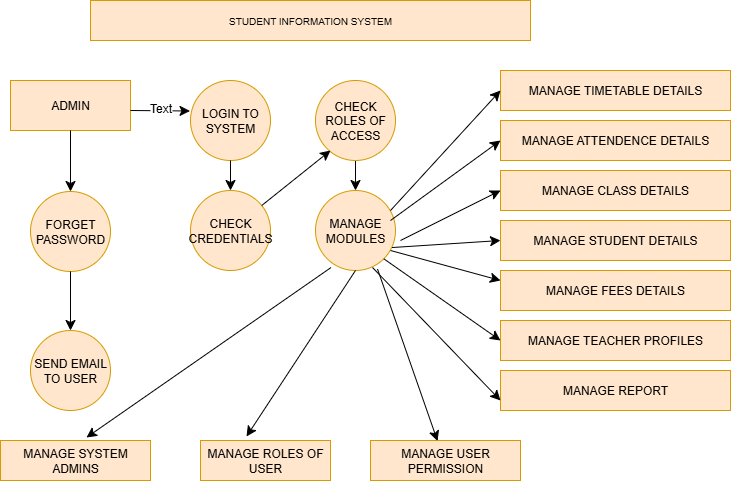 STUDENT INFORMATION SYSTEM
ADMIN
Text
LOGIN TO
SYSTEM
CHECK
ROLES OF
ACCESS
MANAGE TIMETABLE DETAILS
MANAGE ATTENDENCE DETAILS
MANAGE CLASS DETAILS
FORGET
PASSWORD
CHECK
CREDENTIALS
MANAGE
MODULES
MANAGE STUDENT DETAILS
MANAGE FEES DETAILS
MANAGE TEACHER PROFILES
SEND EMAIL
TO USER
MANAGE REPORT
MANAGE SYSTEM
ADMINS
MANAGE ROLES OF
USER
MANAGE USER
PERMISSION